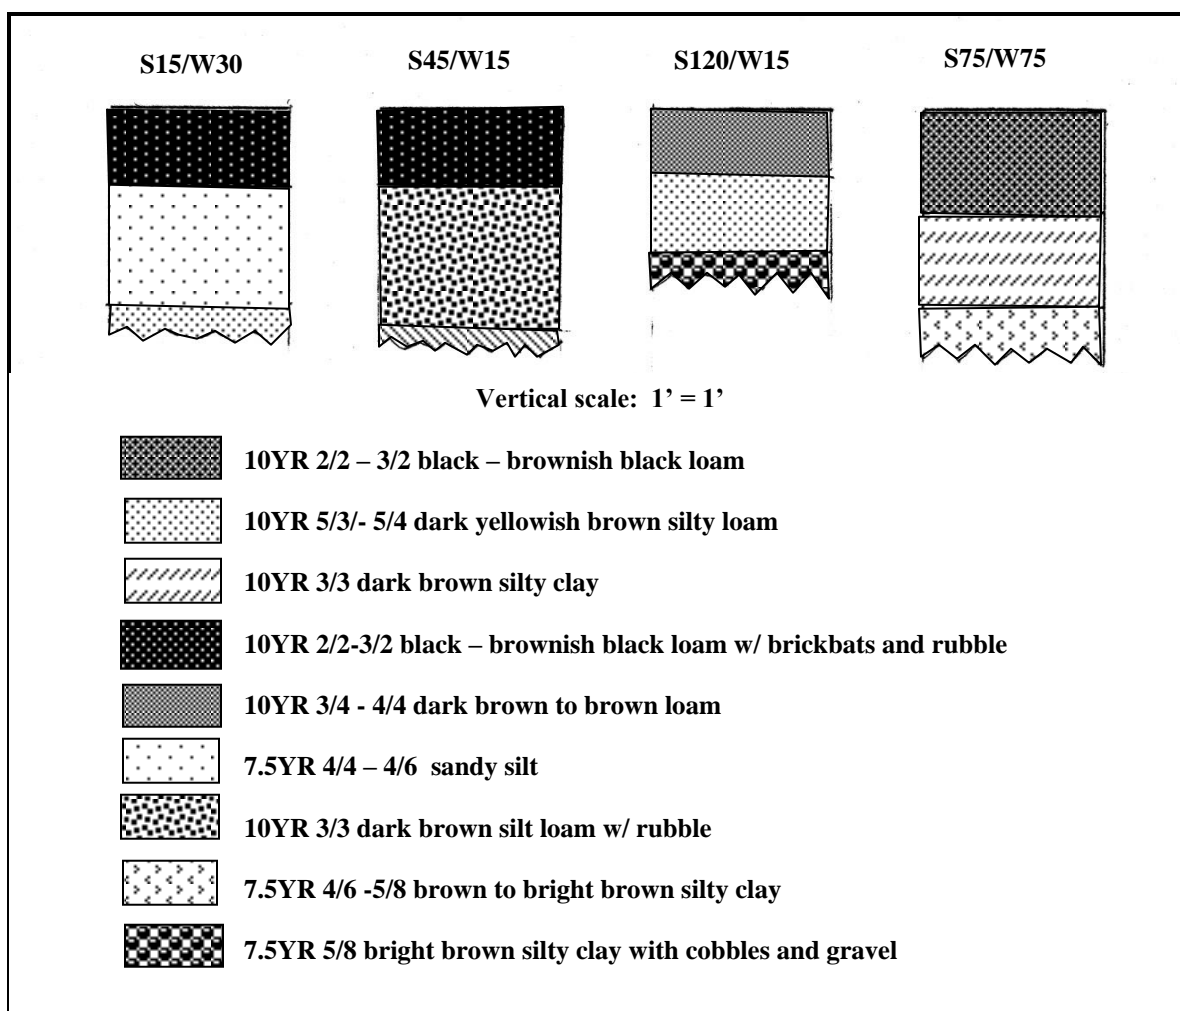 S15/W30 S45/W15 S120/W15 S75/W75
Vertical scale: 1’ = 1’
10YR 2/2 – 3/2 black – brownish black loam
10YR 5/3/- 5/4 dark yellowish brown silty loam
10YR 3/3 dark brown silty clay
10YR 2/2-3/2 black – brownish black loam w/ brickbats and rubble
10YR 3/4 - 4/4 dark brown to brown loam
7.5YR 4/4 – 4/6 sandy silt
10YR 3/3 dark brown silt loam w/ rubble
7.5YR 4/6 -5/8 brown to bright brown silty clay
7.5YR 5/8 bright brown silty clay with cobbles and gravel